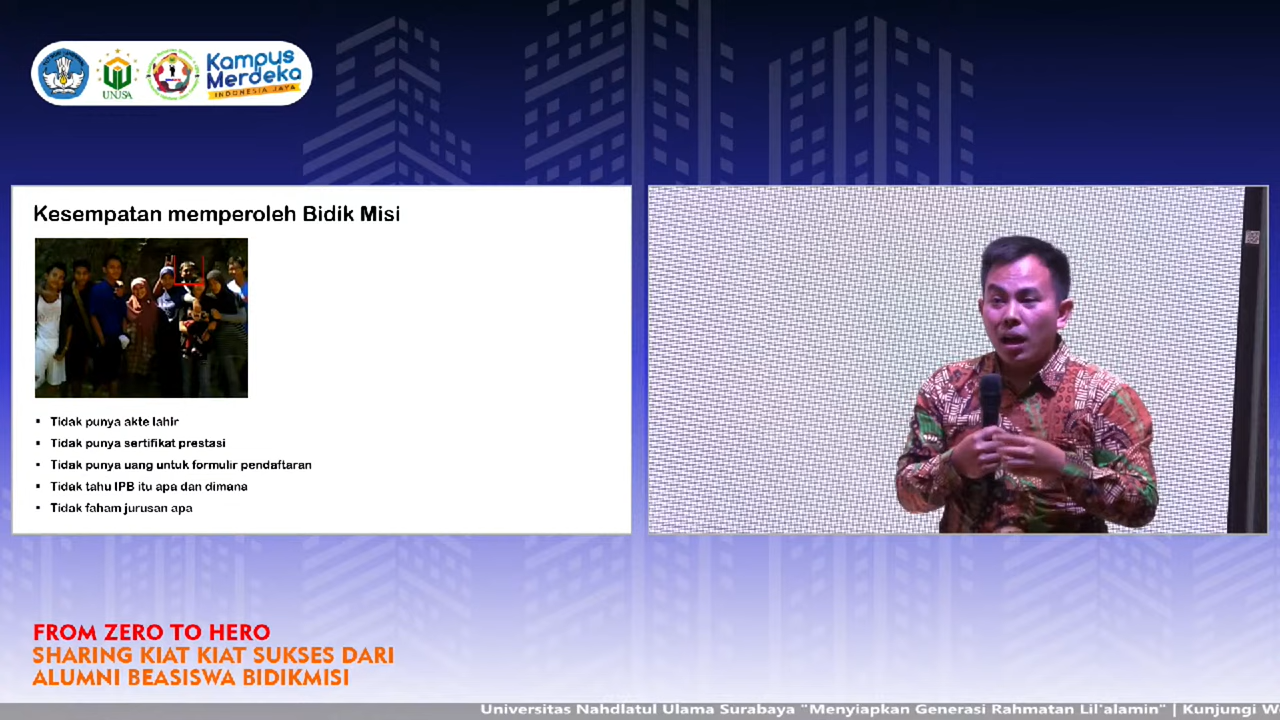 Kampus
Merdeka
INDONESIA JAYA
UNUSA
Kesempatan memperoleh Bidik Misi
▪ Tidak punya akte lahir
▪ Tidak punya sertifikat prestasi
▪ Tidak punya uang untuk formulir pendaftaran
▪ Tidak tahu IPB itu apa dan dimana
▪ Tidak faham jurusan apa
FROM ZERO TO HERO
SHARING KIAT KIAT SUKSES DARI
ALUMNI BEASISWA BIDIKMISI
Universitas Nahdlatul Ulama Surabaya "Menyiapkan Generasi Rahmatan Lil'alamin" | Kunjungi W